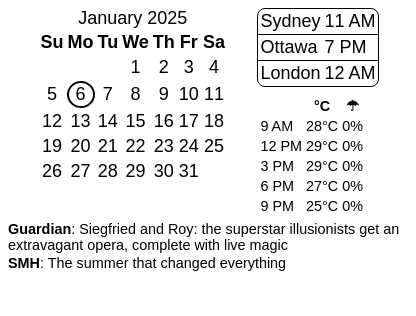 January 2025
Su Mo Tu We Th Fr Sa
1 2 3 4
5 6 7 8 9 10 11
12 13 14 15 16 17 18
19 20 21 22 23 24 25
26 27 28 29 30 31
Sydney 11 AM
Ottawa 7 PM
London 12 AM
°C ☂
9 AM 28°C 0%
12 PM 29°C 0%
3 PM 29°C 0%
6 PM 27°C 0%
9 PM 25°C 0%
Guardian: Siegfried and Roy: the superstar illusionists get an
extravagant opera, complete with live magic
SMH: The summer that changed everything